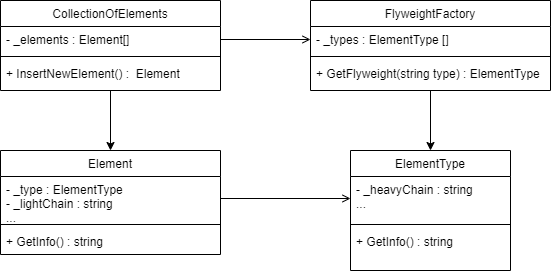 CollectionOfElements
- _elements : Element[]
+ InsertNewElement() :  Element
FlyweightFactory
- _types : ElementType []
+ GetFlyweight(string type) : ElementType
Element
- _type : ElementType
- _lightChain : string
...
+ GetInfo() : string
ElementType
- _heavyChain : string
...
+ GetInfo() : string